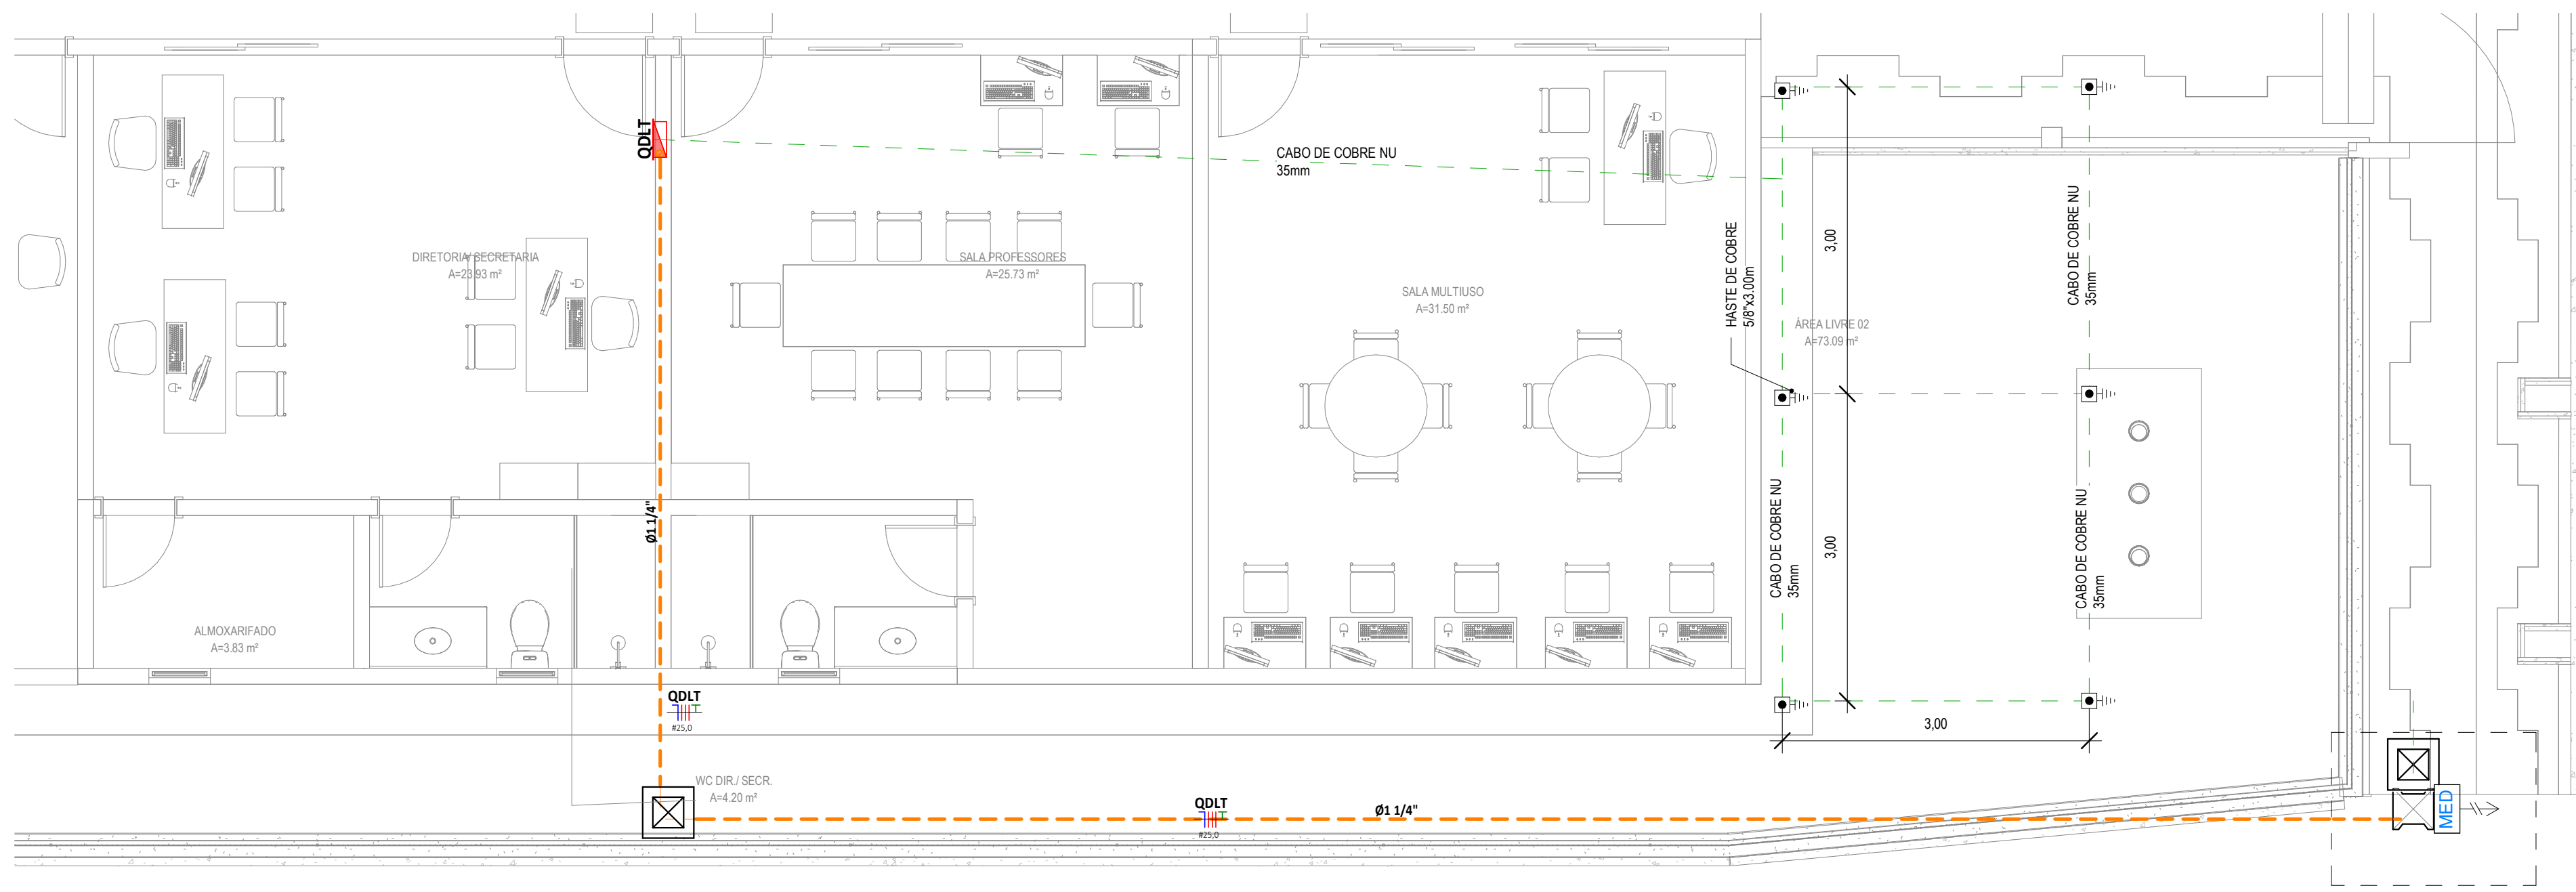 QDLT
CABO DE COBRE NU
35mm
DIRETORIA/ SECRETARIA
A=23.93 m²
SALA PROFESSORES
A=25.73 m²
SALA MULTIUSO
A=31.50 m²
HASTE DE COBRE
5/8"x3.00m
3,00
CABO DE COBRE NU
35mm
ÁREA LIVRE 02
A=73.09 m²
Ø1 1/4"
CABO DE COBRE NU
35mm
3,00
CABO DE COBRE NU
35mm
ALMOXARIFADO
A=3.83 m²
QDLT
#25,0
3,00
WC DIR./ SECR.
A=4.20 m²
QDLT
#25,0
Ø1 1/4"
MED